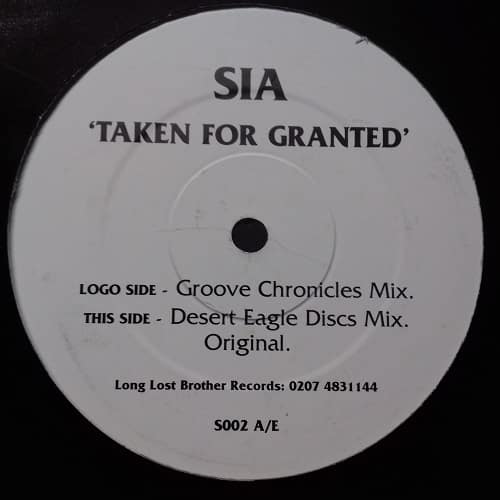 SIA
‘TAKEN FOR GRANTED’
LOGO SIDE - Groove Chronicles Mix.
THIS SIDE - Desert Eagle Discs Mix.
Original.
Long Lost Brother Records: 0207 4831144
S002 A/E